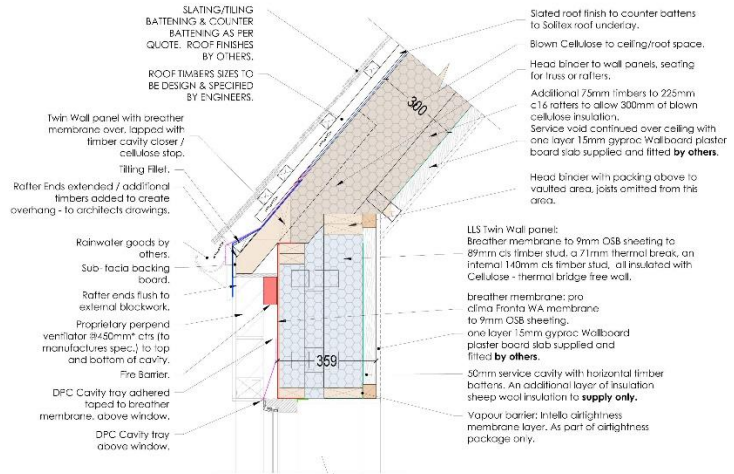 SLATING/TILING
BATTENING & COUNTER
BATTENING AS PER
QUOTE. ROOF FINISHES
BY OTHERS.
ROOF TIMBERS SIZES TO
BE DESIGN & SPECIFIED
BY ENGINEERS.
Twin Wall panel with breather
membrane over, lapped with
timber cavity closer /
cellulose stop.
Tilting Fillet.
Rafter Ends extended / additional
timbers added to create
overhang - to architects drawings.
Rainwater goods by
others.
Sub- facia backing
board.
Rafter ends flush to
external blockwork.
Proprietary perpend
ventilator @450mm* ctrs (to
manufactures spec.) to top
and bottom of cavity.
Fire Barrier.
DPC Cavity tray adhered
taped to breather
membrane. above window.
DPC Cavity tray
above window.
300
359
Slated roof finish to counter battens
to Solitex roof underlay.
Blown Cellulose to ceiling/roof space.
Head binder to wall panels, seating
for truss or rafters.
Additional 75mm timbers to 225mm
c16 rafters to allow 300mm of blown
cellulose insulation.
Service void continued over ceiling with
one layer 15mm gyproc Wallboard plaster
board slab supplied and fitted by others.
Head binder with packing above to
vaulted area, joists omitted from this
area.
LLS Twin Wall panel:
Breather membrane to 9mm OSB sheeting to
89mm cls timber stud, a 71mm thermal break, an
internal 140mm cls timber stud, all insulated with
Cellulose - thermal bridge free wall.
breather membrane: pro
clima Fronta WA membrane
to 9mm OSB sheeting.
one layer 15mm gyproc Wallboard
plaster board slab supplied and
fitted by others.
50mm service cavity with horizontal timber
battens. An additional layer of insulation
sheep wool insulation to supply only.
Vapour barrier: Intello airtightness
membrane layer. As part of airtightness
package only.